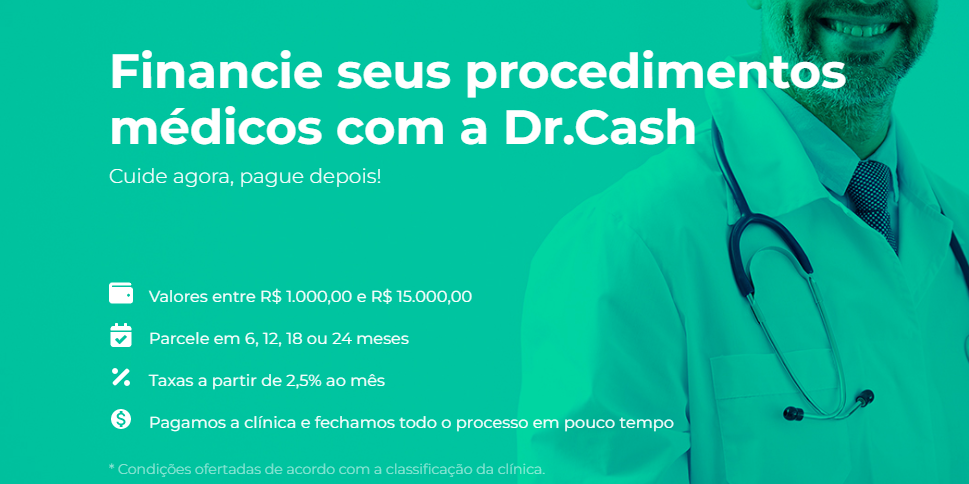 Financie seus procedimentos
médicos com a Dr.Cash
Cuide agora, pague depois!
Valores entre R$ 1.000,00 e R$ 15.000,00
Parcele em 6, 12, 18 ou 24 meses
Taxas a partir de 2,5% ao mês
Pagamos a clínica e fechamos todo o processo em pouco tempo
* Condições ofertadas de acordo com a classificação da clínica.